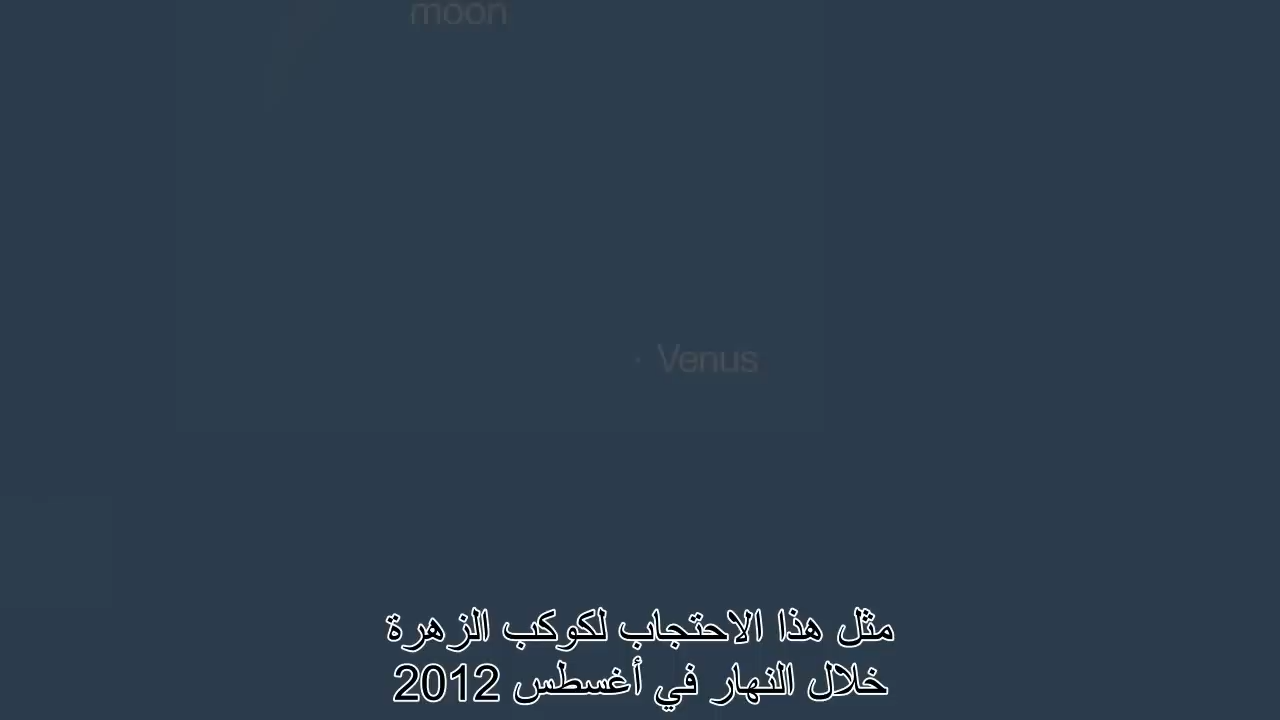 moon
Venus
مثل هذا الاحتجاب لكوكب الزهرة
خلال النهار في أغسطس 2012